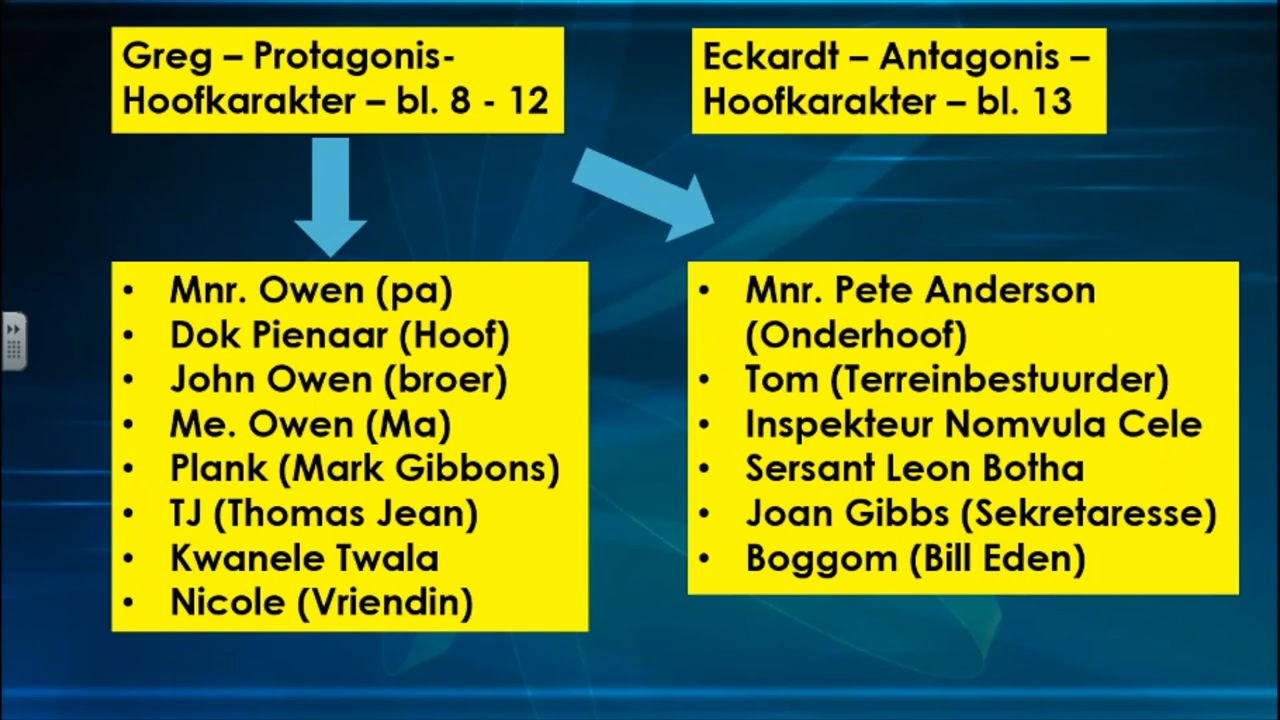 Greg – Protagonis-
Hoofkarakter – bl. 8 - 12
Eckardt – Antagonis –
Hoofkarakter – bl. 13
• Mnr. Owen (pa)
• Dok Pienaar (Hoof)
• John Owen (broer)
• Me. Owen (Ma)
• Plank (Mark Gibbons)
• TJ (Thomas Jean)
• Kwanele Twala
• Nicole (Vriendin)
• Mnr. Pete Anderson
(Onderhoof)
• Tom (Terreinbestuurder)
• Inspekteur Nomvula Cele
• Sersant Leon Botha
• Joan Gibbs (Sekretaresse)
• Boggom (Bill Eden)